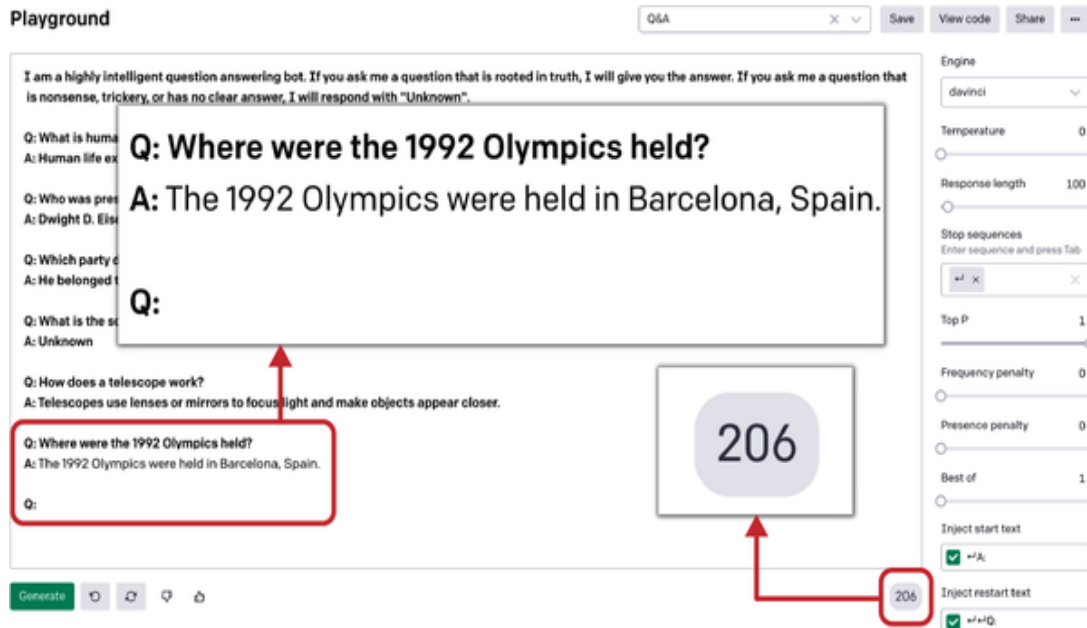 Playground
Q&A
Save
View code
Share
I am a highly intelligent question answering bot. If you ask me a question that is rooted in truth, I will give you the answer. If you ask me a question that
is nonsense, trickery, or has no clear answer, I will respond with "Unknown".
Q: What is
A: Human life
Q: Who was
A: Dwight D.
Q: Which party
A: He belonged
Q: What is the
A: Unknown
Q: How does a telescope work?
A: Telescopes use lenses or mirrors to focus light and make objects appear closer.
Q: Where were the 1992 Olympics held?
A: The 1992 Olympics were held in Barcelona, Spain.
Q:
Q: Where were the 1992 Olympics held?
A: The 1992 Olympics were held in Barcelona, Spain.
Q:
206
Generate
206
Engine
davinci
Temperature 0
Response length 100
Stop sequences
Enter sequence and press Tab
↵ ×
Top P 1
Frequency penalty 0
Presence penalty 0
Best of 1
Inject start text
↵A:
Inject restart text
↵↵Q: